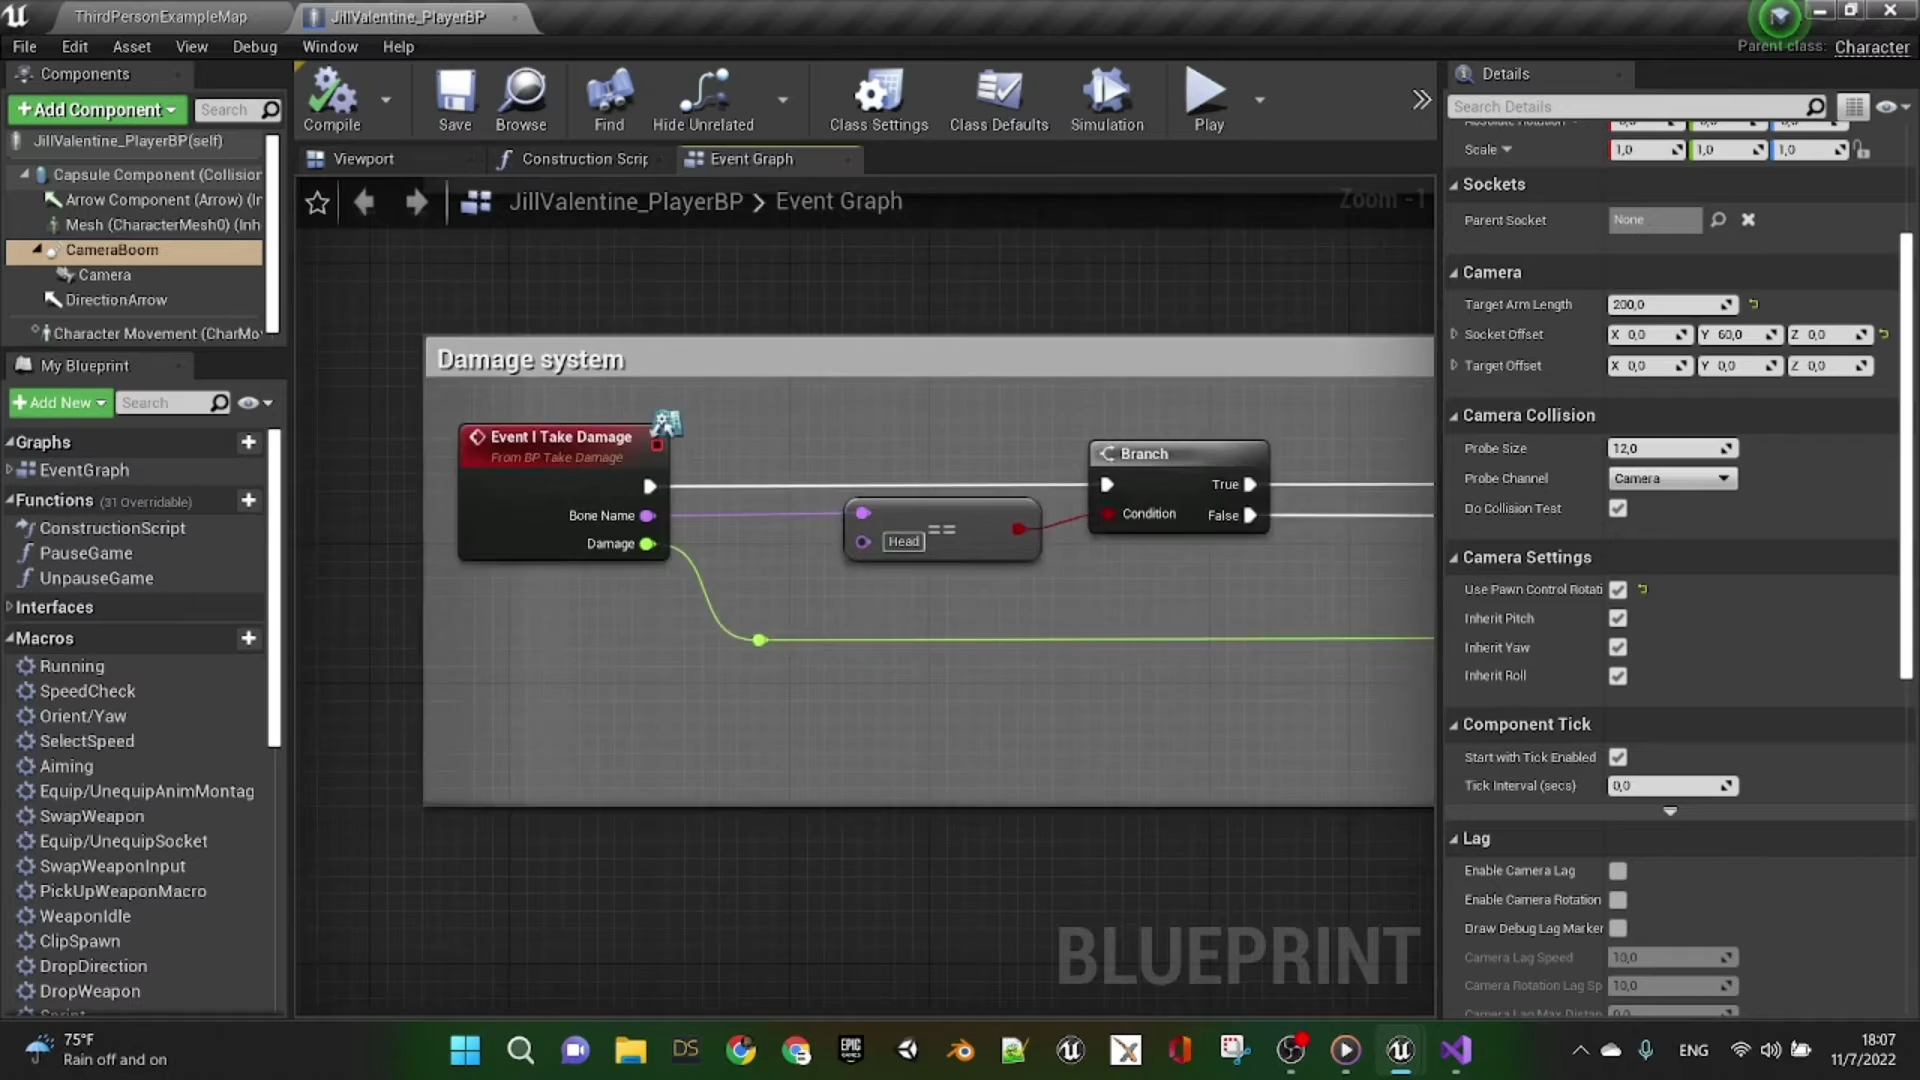 ThirdPersonExampleMap
JillValentine_PlayerBP
File Edit Asset View Debug Window Help
Parent class: Character
Components
+Add Component
Search
JillValentine_PlayerBP(self)
Capsule Component (Collision
Arrow Component (Arrow) (In
Mesh (CharacterMesh0) (Inh
CameraBoom
Camera
DirectionArrow
Character Movement (CharMo
My Blueprint
+Add New
Search
Graphs
EventGraph
Functions (31 Overridable)
ConstructionScript
PauseGame
UnpauseGame
Interfaces
Macros
Running
SpeedCheck
Orient/Yaw
SelectSpeed
Aiming
Equip/UnequipAnimMontag
SwapWeapon
Equip/UnequipSocket
SwapWeaponInput
PickUpWeaponMacro
WeaponIdle
ClipSpawn
DropDirection
DropWeapon
Compile Save Browse Find Hide Unrelated Class Settings Class Defaults Simulation Play
Viewport Construction Scrip Event Graph
JillValentine_PlayerBP > Event Graph
Zoom -1
Damage system
Event I Take Damage
From BP Take Damage
Bone Name
Damage
Head
==
Branch
True
Condition False
BLUEPRINT
Details
Search Details
Scale 1,0 1,0 1,0
Sockets
Parent Socket None
Camera
Target Arm Length 200,0
Socket Offset X 0,0 Y 60,0 Z 0,0
Target Offset X 0,0 Y 0,0 Z 0,0
Camera Collision
Probe Size 12,0
Probe Channel Camera
Do Collision Test
Camera Settings
Use Pawn Control Rotati
Inherit Pitch
Inherit Yaw
Inherit Roll
Component Tick
Start with Tick Enabled
Tick Interval (secs) 0,0
Lag
Enable Camera Lag
Enable Camera Rotation
Draw Debug Lag Marker
Camera Lag Speed 10,0
Camera Rotation Lag Sp 10,0
75°F
Rain off and on
DS
EPIC GAMES
ENG
18:07
11/7/2022